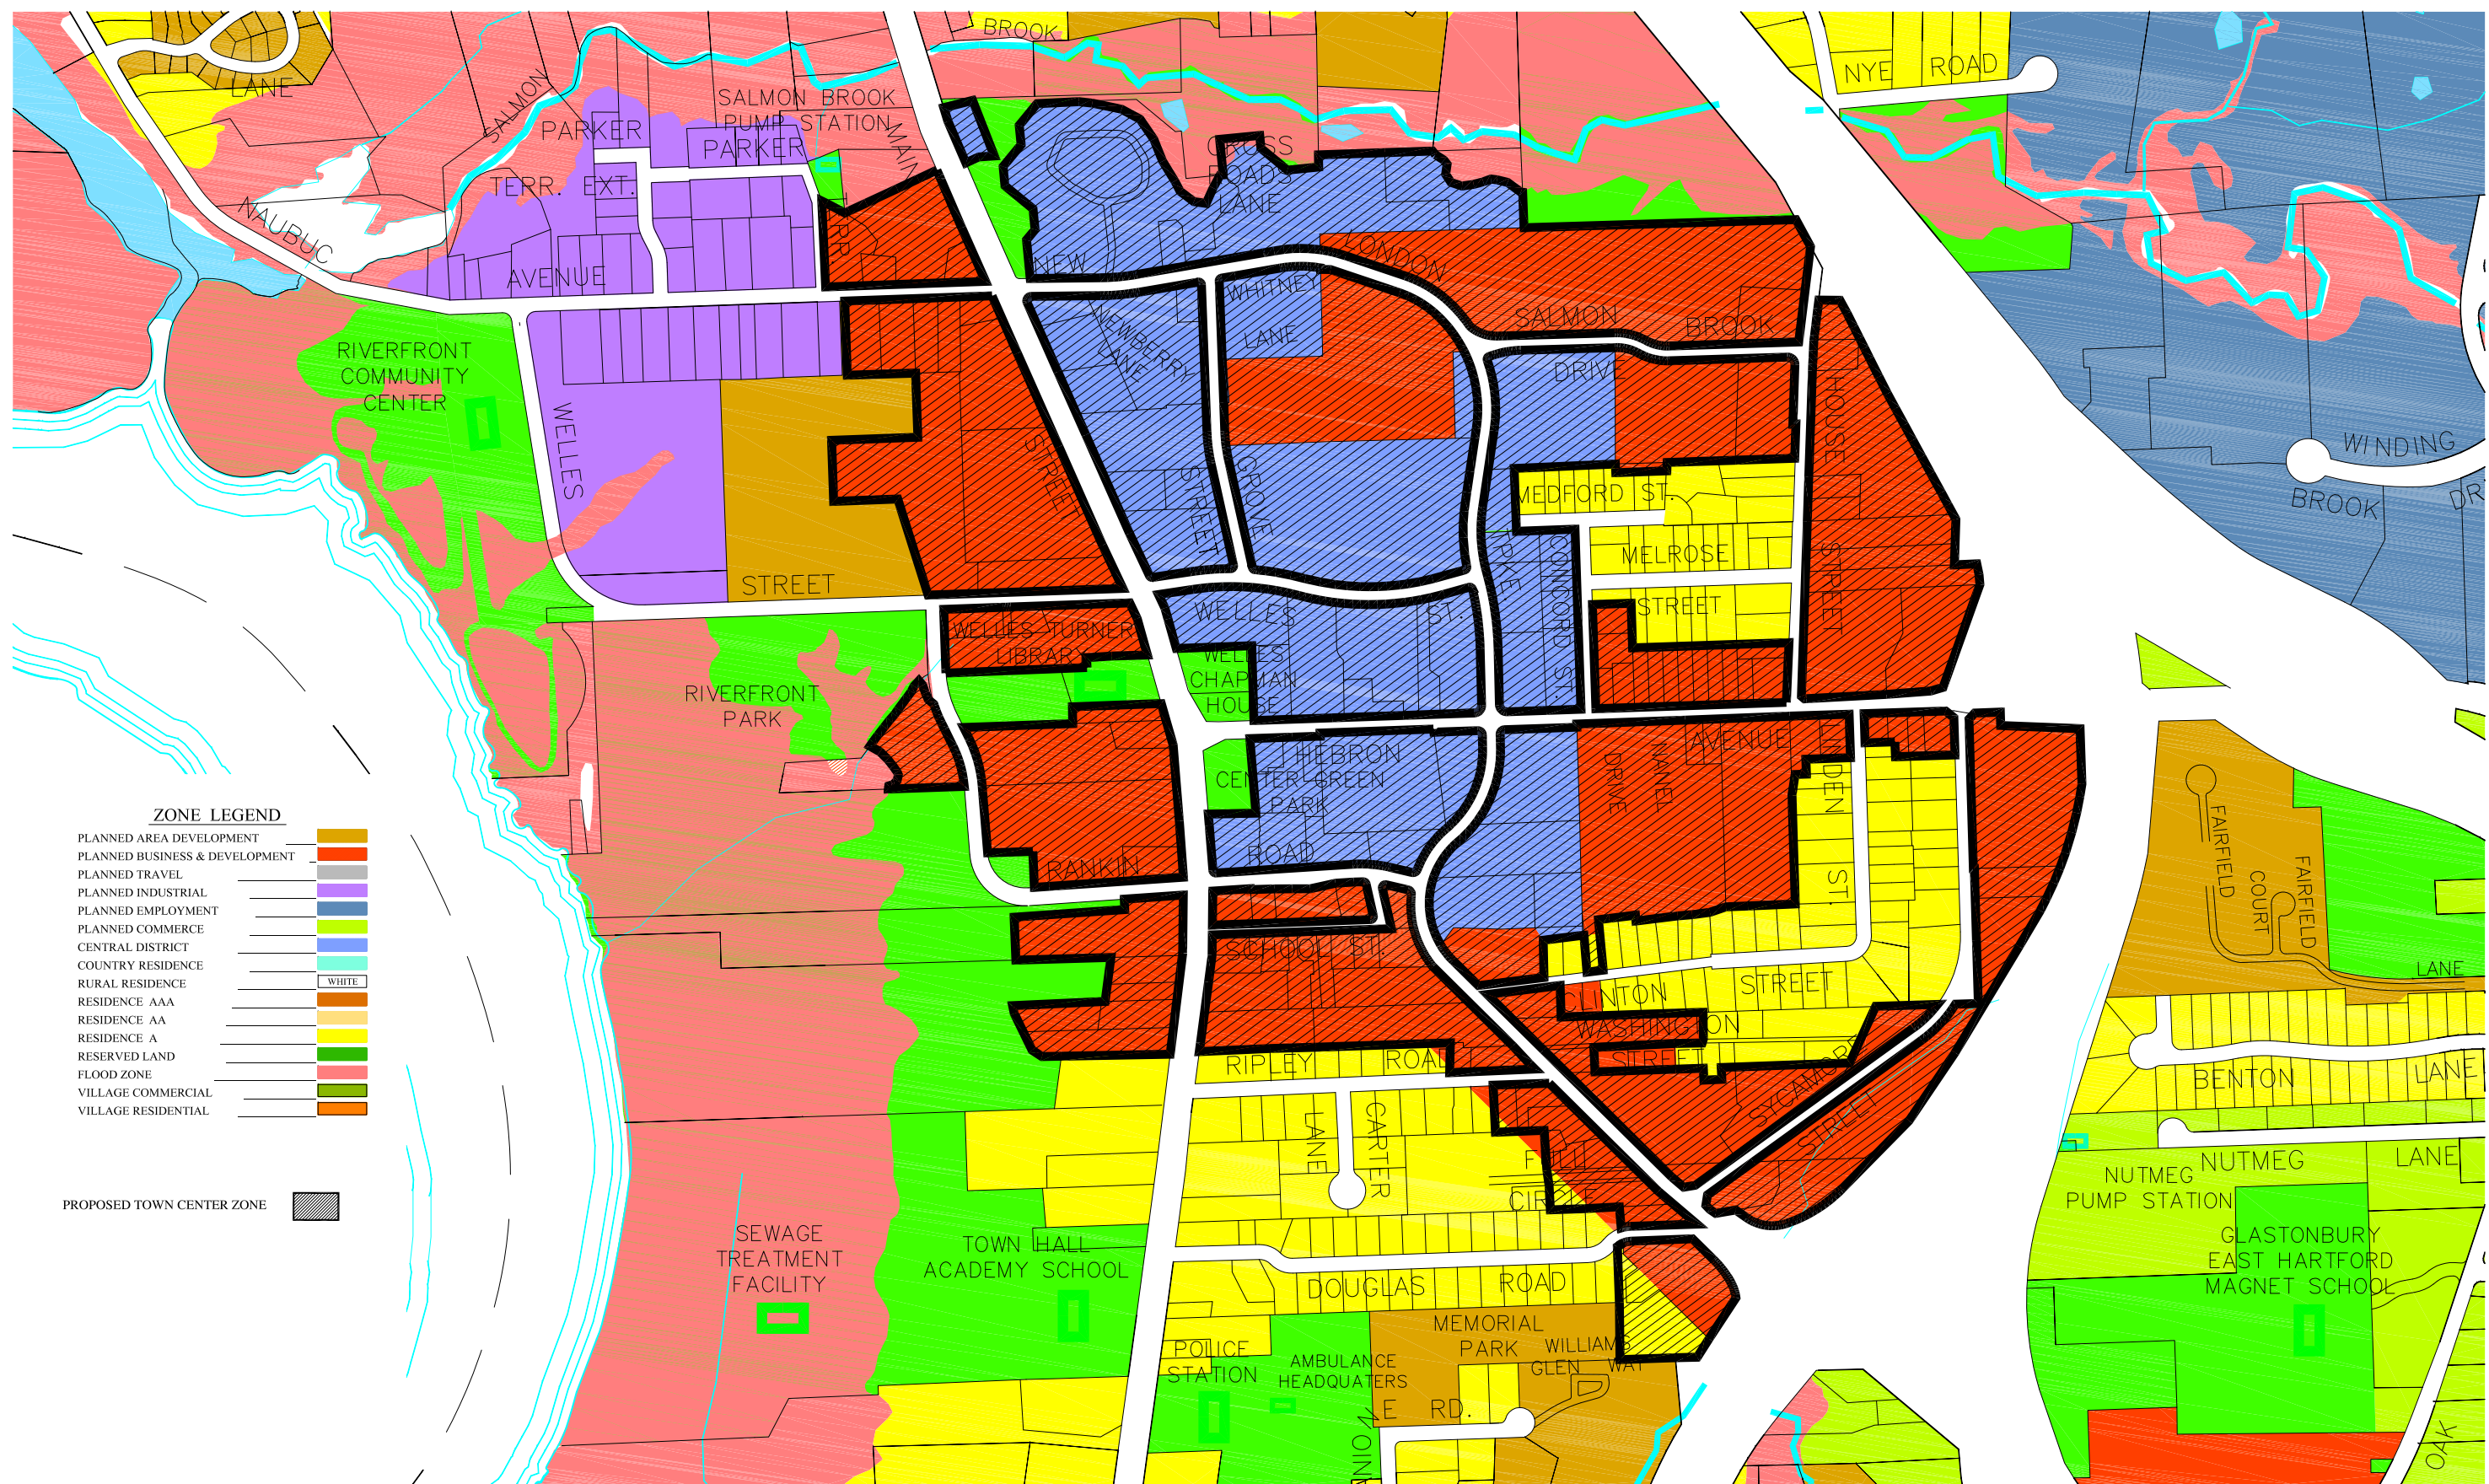 BROOK
LANE
SALMON
SALMON BROOK
PUMP STATION
MAIN
NYE ROAD
PARKER
PARKER
TERR. EXT.
TERR.
CROSS
ROADS
LANE
NAUBUC
AVENUE
NEW
LONDON
WHITNEY
LANE
NEWBERRY
LANE
SALMON
BROOK
DRIVE
RIVERFRONT
COMMUNITY
CENTER
WELLES
STREET
STREET
GROVE
HOUSE
WINDING
BROOK
DR
MEDFORD ST.
TPKE
CONCORD ST.
MELROSE
STREET
STREET
STREET
WELLES
ST.
WELLES TURNER
LIBRARY
WELLES
CHAPMAN
HOUSE
RIVERFRONT
PARK
HEBRON
AVENUE
CENTER GREEN
PARK
DRIVE
NANEL
LINDEN
ST.
ROAD
RANKIN
FAIRFIELD
COURT
FAIRFIELD
LANE
SCHOOL ST.
CLINTON
STREET
WASHINGTON
STREET
RIPLEY
ROAD
SYCAMORE
STREET
BENTON
LANE
LANE
CARTER
CIRCLE
NUTMEG
LANE
NUTMEG
PUMP STATION
SEWAGE
TREATMENT
FACILITY
TOWN HALL
ACADEMY SCHOOL
GLASTONBURY
EAST HARTFORD
MAGNET SCHOOL
DOUGLAS
ROAD
MEMORIAL
PARK
WILLIAMS
GLEN WAY
POLICE
STATION
AMBULANCE
HEADQUATERS
E RD.
OAK
ZONE LEGEND
PLANNED AREA DEVELOPMENT
PLANNED BUSINESS & DEVELOPMENT
PLANNED TRAVEL
PLANNED INDUSTRIAL
PLANNED EMPLOYMENT
PLANNED COMMERCE
CENTRAL DISTRICT
COUNTRY RESIDENCE
RURAL RESIDENCE WHITE
RESIDENCE AAA
RESIDENCE AA
RESIDENCE A
RESERVED LAND
FLOOD ZONE
VILLAGE COMMERCIAL
VILLAGE RESIDENTIAL
PROPOSED TOWN CENTER ZONE